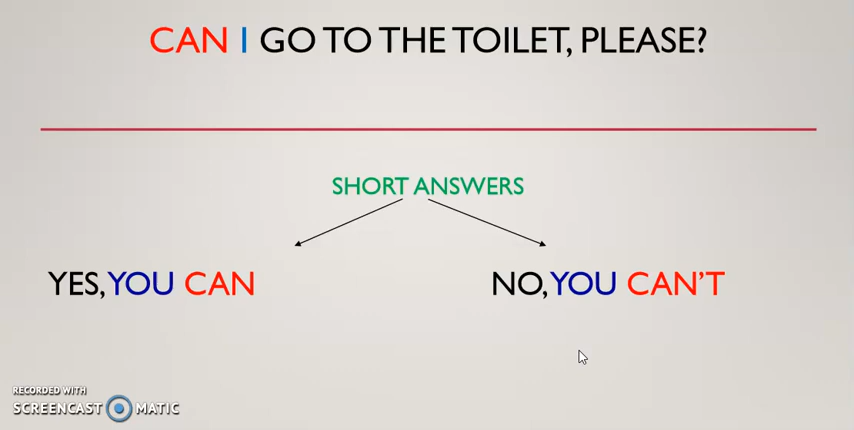 CAN I GO TO THE TOILET, PLEASE?
SHORT ANSWERS
YES, YOU CAN
NO, YOU CAN'T
RECORDED WITH
SCREENCAST MATIC